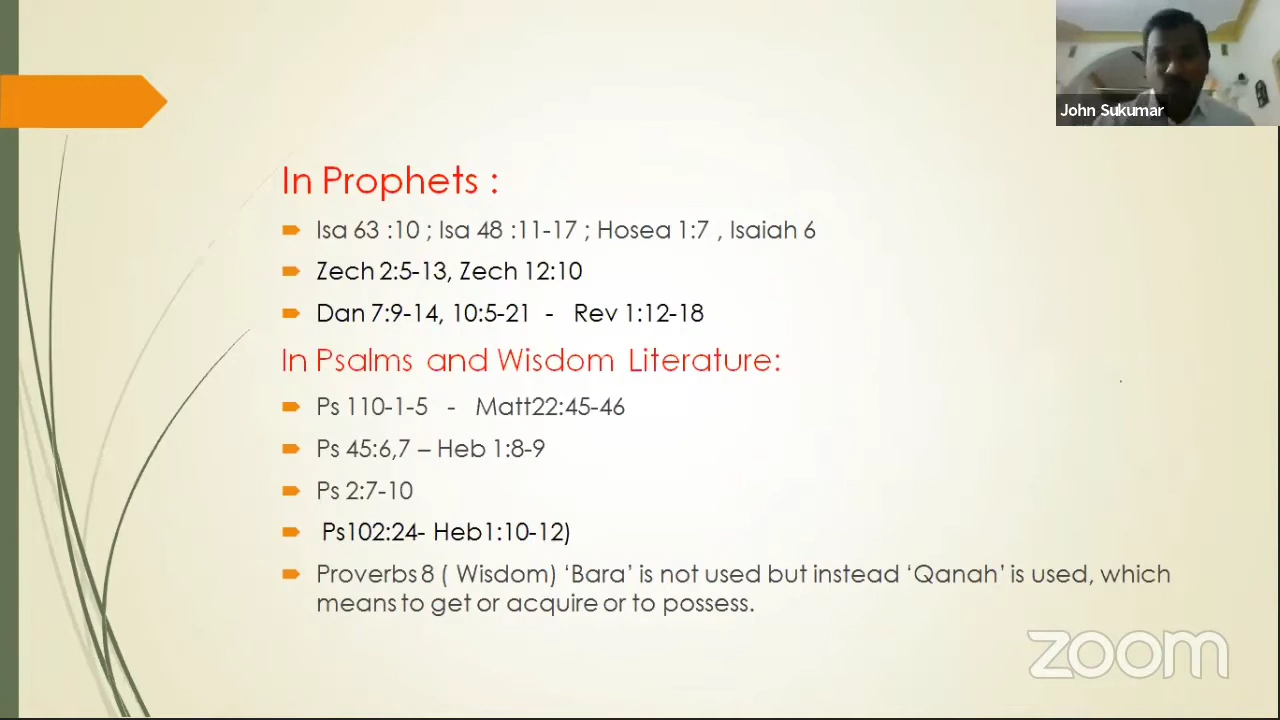 John Sukumar
In Prophets :
Isa 63 :10 ; Isa 48 :11-17 ; Hosea 1:7 , Isaiah 6
Zech 2:5-13, Zech 12:10
Dan 7:9-14, 10:5-21 - Rev 1:12-18
In Psalms and Wisdom Literature:
Ps 110-1-5 - Matt22:45-46
Ps 45:6,7 – Heb 1:8-9
Ps 2:7-10
Ps102:24- Heb1:10-12)
Proverbs 8 ( Wisdom) ‘Bara’ is not used but instead ‘Qanah’ is used, which
means to get or acquire or to possess.
zoom